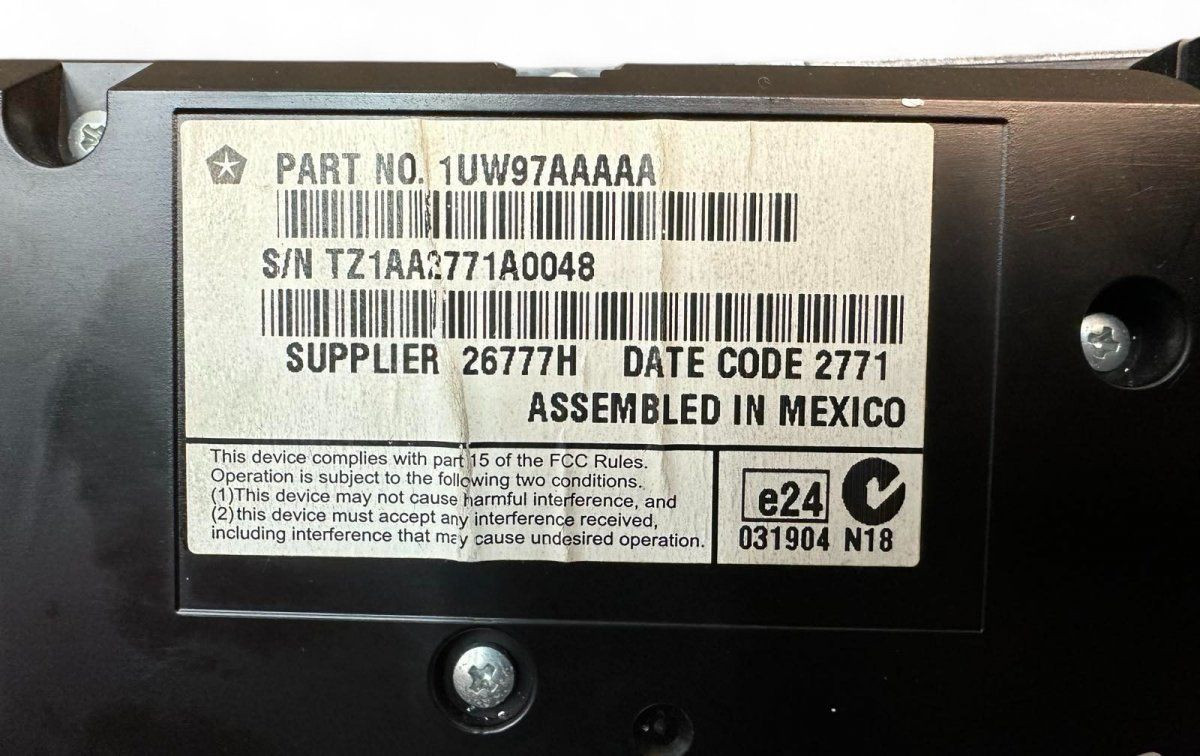 PART NO. 1UW97AAAAA
S/N TZ1AA2771A0048
SUPPLIER 26777H DATE CODE 2771
ASSEMBLED IN MEXICO
This device complies with part 15 of the FCC Rules.
Operation is subject to the following two conditions.
(1)This device may not cause harmful interference, and
(2)this device must accept any interference received,
including interference that may cause undesired operation.
e24
031904 N18